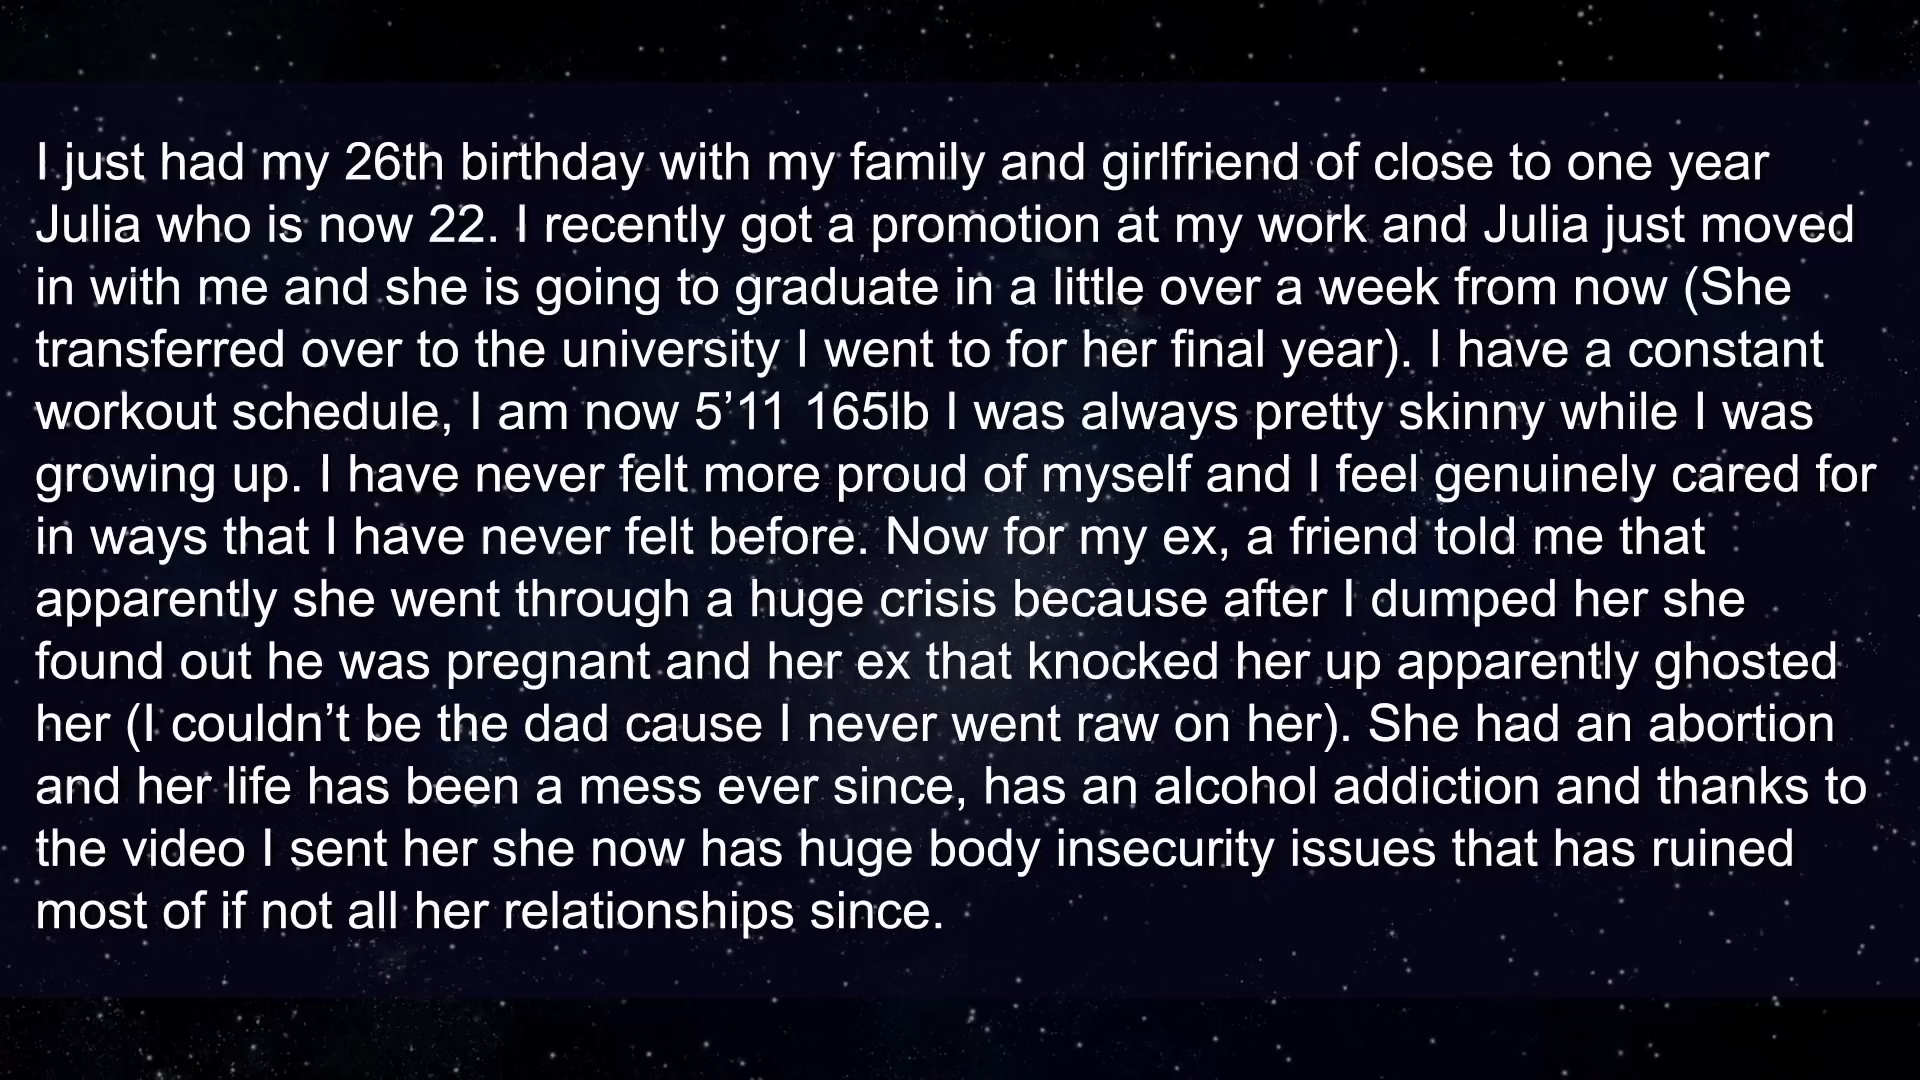 I just had my 26th birthday with my family and girlfriend of close to one year
Julia who is now 22. I recently got a promotion at my work and Julia just moved
in with me and she is going to graduate in a little over a week from now (She
transferred over to the university I went to for her final year). I have a constant
workout schedule, I am now 5’11 165lb I was always pretty skinny while I was
growing up. I have never felt more proud of myself and I feel genuinely cared for
in ways that I have never felt before. Now for my ex, a friend told me that
apparently she went through a huge crisis because after I dumped her she
found out he was pregnant and her ex that knocked her up apparently ghosted
her (I couldn’t be the dad cause I never went raw on her). She had an abortion
and her life has been a mess ever since, has an alcohol addiction and thanks to
the video I sent her she now has huge body insecurity issues that has ruined
most of if not all her relationships since.